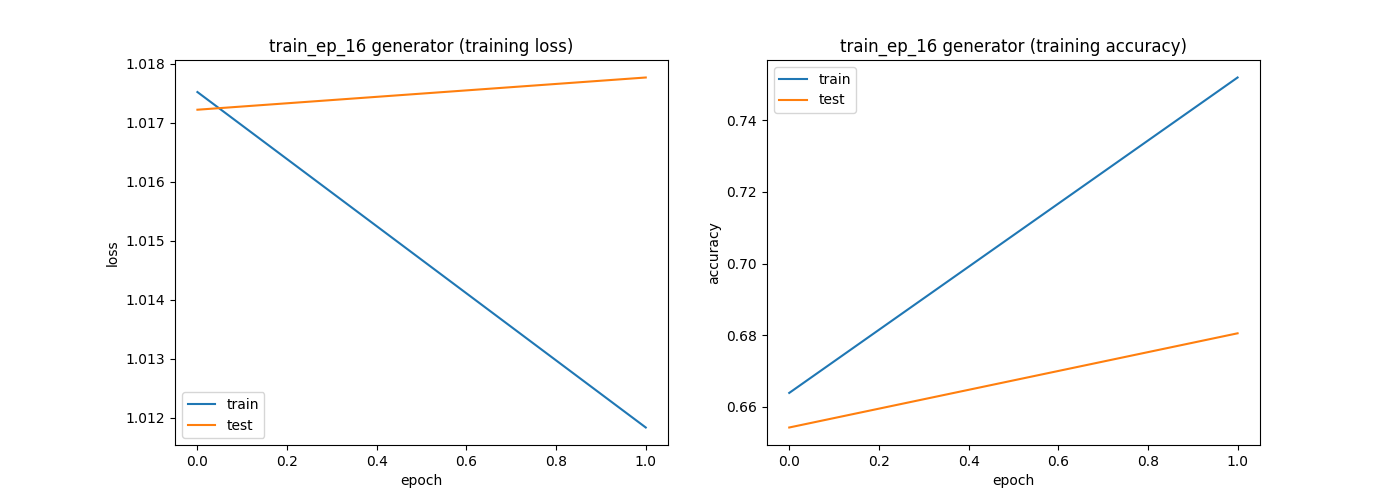 train_ep_16 generator (training loss)
1.018
1.017
1.016
1.015
1.014
1.013
1.012
loss
train
test
0.0 0.2 0.4 0.6 0.8 1.0
epoch
train_ep_16 generator (training accuracy)
train
test
0.74
0.72
0.70
0.68
0.66
accuracy
0.0 0.2 0.4 0.6 0.8 1.0
epoch